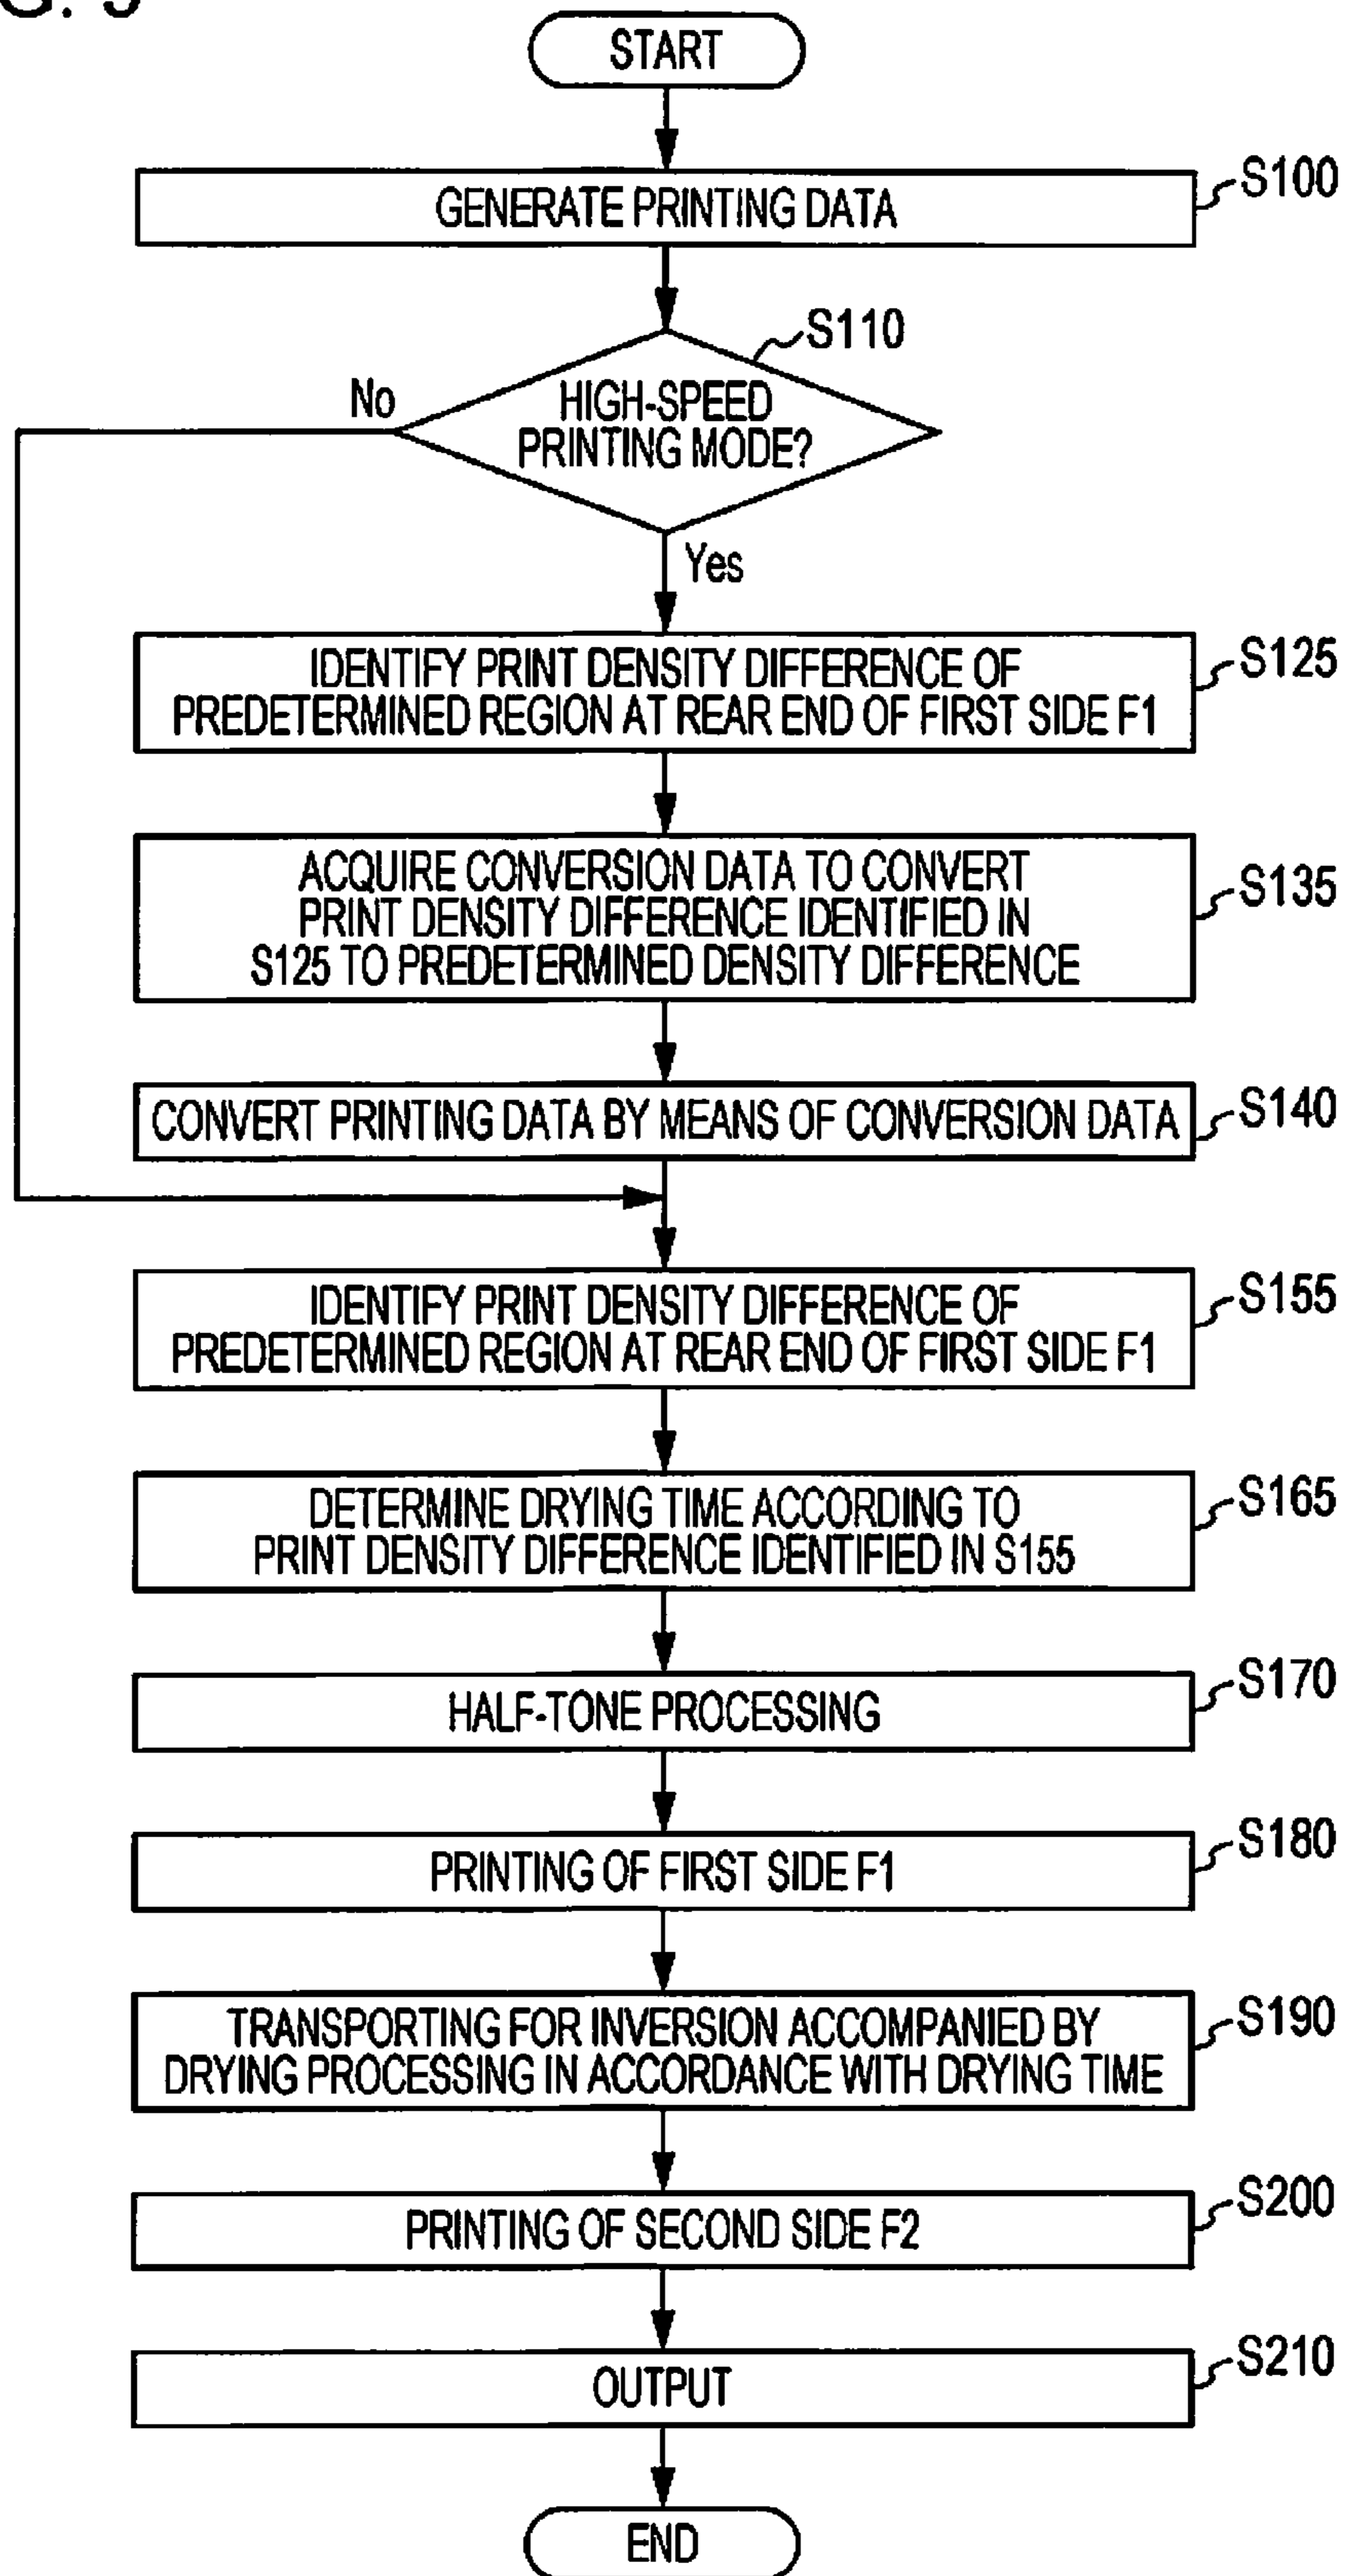 START
GENERATE PRINTING DATA
S100
S110
HIGH-SPEED
PRINTING MODE?
No
Yes
IDENTIFY PRINT DENSITY DIFFERENCE OF
PREDETERMINED REGION AT REAR END OF FIRST SIDE F1
S125
ACQUIRE CONVERSION DATA TO CONVERT
PRINT DENSITY DIFFERENCE IDENTIFIED IN
S125 TO PREDETERMINED DENSITY DIFFERENCE
S135
CONVERT PRINTING DATA BY MEANS OF CONVERSION DATA
S140
IDENTIFY PRINT DENSITY DIFFERENCE OF
PREDETERMINED REGION AT REAR END OF FIRST SIDE F1
S155
DETERMINE DRYING TIME ACCORDING TO
PRINT DENSITY DIFFERENCE IDENTIFIED IN S155
S165
HALF-TONE PROCESSING
S170
PRINTING OF FIRST SIDE F1
S180
TRANSPORTING FOR INVERSION ACCOMPANIED BY
DRYING PROCESSING IN ACCORDANCE WITH DRYING TIME
S190
PRINTING OF SECOND SIDE F2
S200
OUTPUT
S210
END